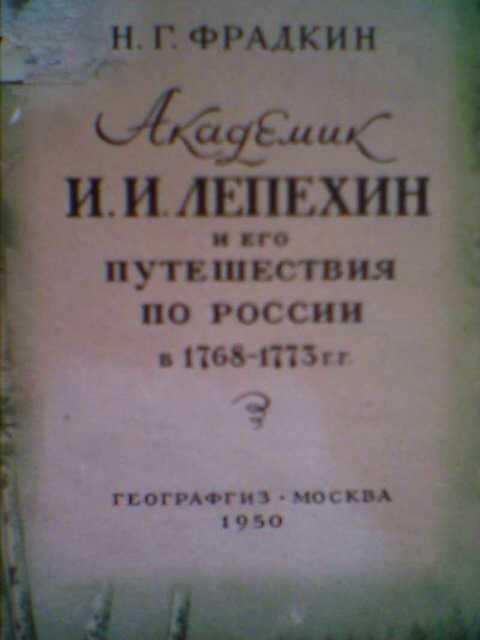 Н. Г. ФРАДКИН
Академик
И. И. ЛЕПЕХИН
И ЕГО
ПУТЕШЕСТВИЯ
ПО РОССИИ
в 1768-1773 г.г.
ГЕОГРАФГИЗ · МОСКВА
1950